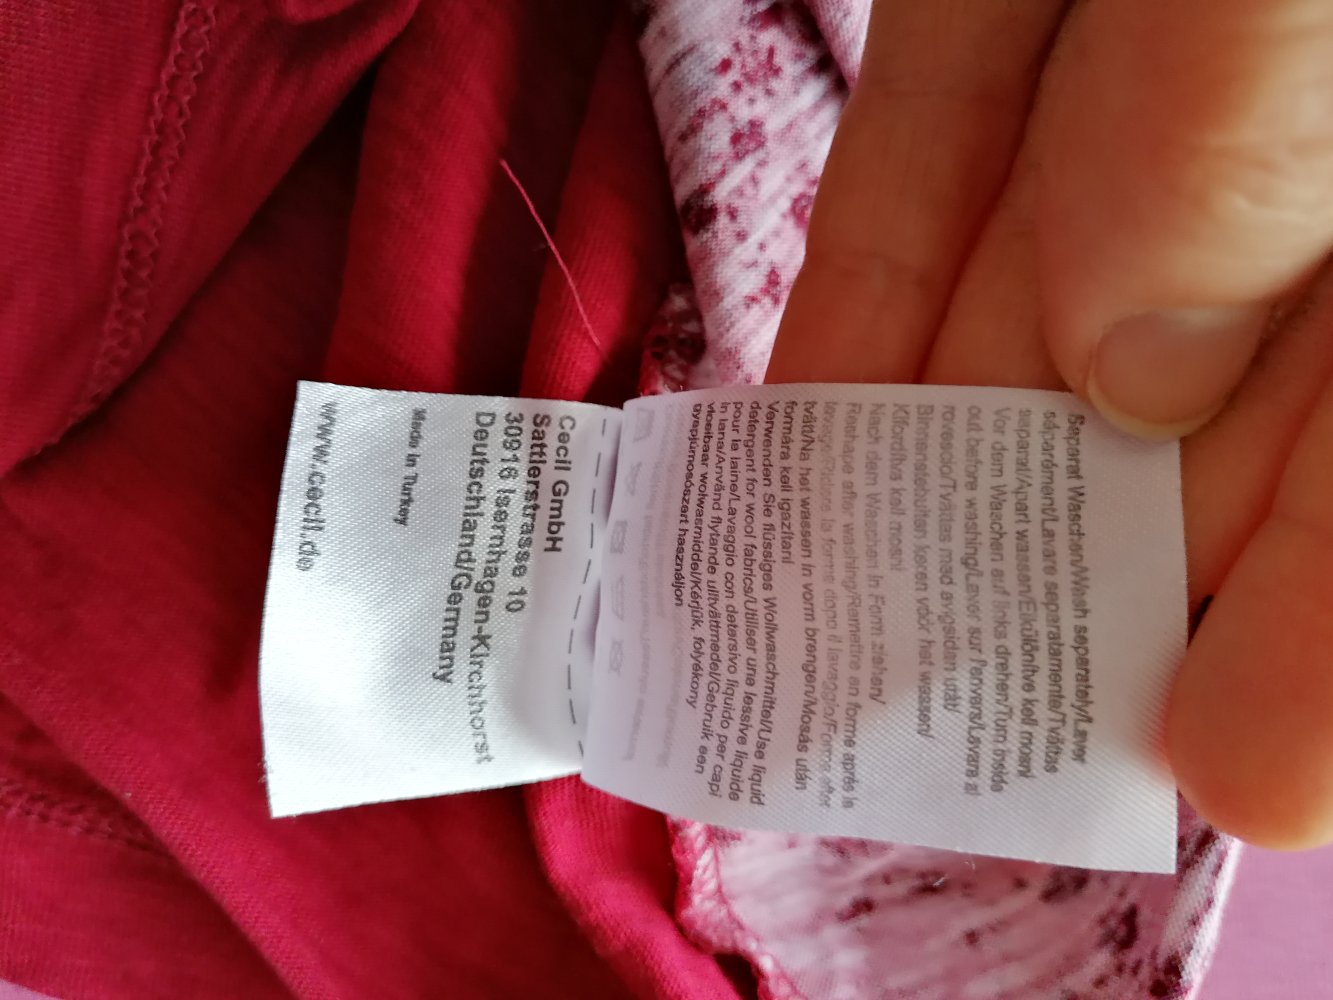 Separat Waschen/Wash separately/Laver
séparément/Lavare separatamente/Tvättas
separat/Apart wassen/Elkülönítve kell mosni
Vor dem Waschen auf links drehen/Turn inside
out before washing/Laver sur l'envers/Lavare al
rovescio/Tvättas med avigsidan utåt/
Binnenstebuiten keren vóór het wassen/
Kifordítva kell mosni
Nach dem Waschen in Form ziehen/
Reshape after washing/Remettre en forme après le
lavage/Ridare la forma dopo il lavaggio/Forma efter
tvätt/Na het wassen in vorm brengen/Mosás után
formára kell igazítani
Verwenden Sie flüssiges Wollwaschmittel/Use liquid
detergent for wool fabrics/Utiliser une lessive liquide
pour la laine/Lavaggio con detersivo liquido per capi
in lana/Använd flytande ulltvättmedel/Gebruik een
vloeibaar wolwasmiddel/Kérjük, folyékony
gyapjúmosószert használjon
Cecil GmbH
Sattlerstrasse 10
30916 Isernhagen-Kirchhorst
Deutschland/Germany
Made in Turkey
www.cecil.de